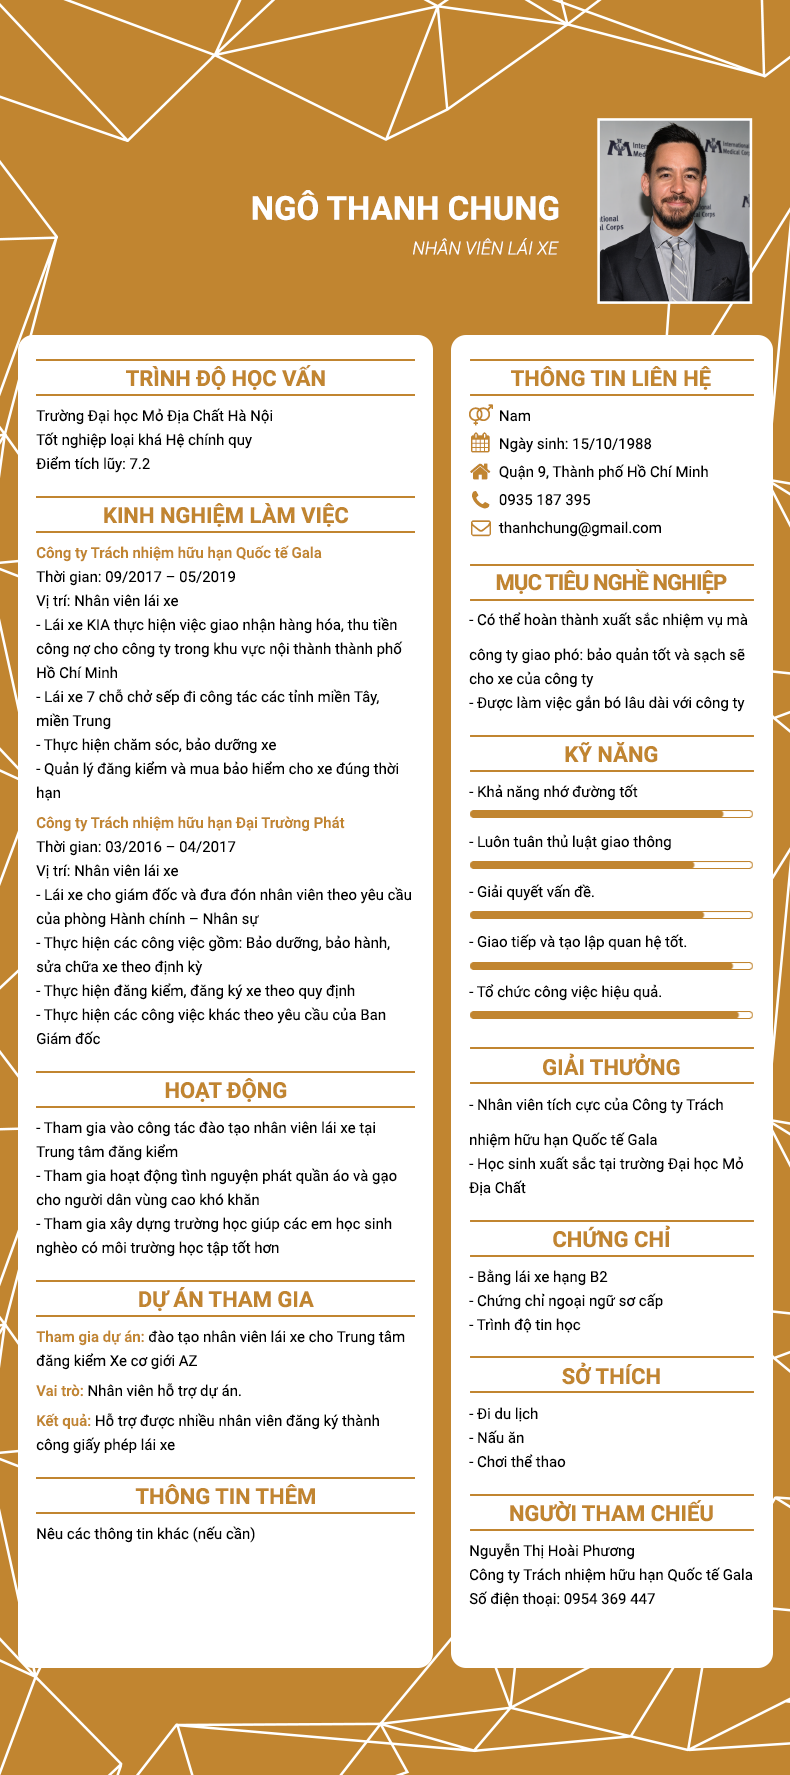 NGÔ THANH CHUNG
NHÂN VIÊN LÁI XE
International
Medical Corps
TRÌNH ĐỘ HỌC VẤN
Trường Đại học Mỏ Địa Chất Hà Nội
Tốt nghiệp loại khá Hệ chính quy
Điểm tích lũy: 7.2
KINH NGHIỆM LÀM VIỆC
Công ty Trách nhiệm hữu hạn Quốc tế Gala
Thời gian: 09/2017 – 05/2019
Vị trí: Nhân viên lái xe
- Lái xe KIA thực hiện việc giao nhận hàng hóa, thu tiền
công nợ cho công ty trong khu vực nội thành thành phố
Hồ Chí Minh
- Lái xe 7 chỗ chở sếp đi công tác các tỉnh miền Tây,
miền Trung
- Thực hiện chăm sóc, bảo dưỡng xe
- Quản lý đăng kiểm và mua bảo hiểm cho xe đúng thời
hạn
Công ty Trách nhiệm hữu hạn Đại Trường Phát
Thời gian: 03/2016 – 04/2017
Vị trí: Nhân viên lái xe
- Lái xe cho giám đốc và đưa đón nhân viên theo yêu cầu
của phòng Hành chính – Nhân sự
- Thực hiện các công việc gồm: Bảo dưỡng, bảo hành,
sửa chữa xe theo định kỳ
- Thực hiện đăng kiểm, đăng ký xe theo quy định
- Thực hiện các công việc khác theo yêu cầu của Ban
Giám đốc
HOẠT ĐỘNG
- Tham gia vào công tác đào tạo nhân viên lái xe tại
Trung tâm đăng kiểm
- Tham gia hoạt động tình nguyện phát quần áo và gạo
cho người dân vùng cao khó khăn
- Tham gia xây dựng trường học giúp các em học sinh
nghèo có môi trường học tập tốt hơn
DỰ ÁN THAM GIA
Tham gia dự án: đào tạo nhân viên lái xe cho Trung tâm
đăng kiểm Xe cơ giới AZ
Vai trò: Nhân viên hỗ trợ dự án.
Kết quả: Hỗ trợ được nhiều nhân viên đăng ký thành
công giấy phép lái xe
THÔNG TIN THÊM
Nêu các thông tin khác (nếu cần)
THÔNG TIN LIÊN HỆ
Nam
Ngày sinh: 15/10/1988
Quận 9, Thành phố Hồ Chí Minh
0935 187 395
thanhchung@gmail.com
MỤC TIÊU NGHỀ NGHIỆP
- Có thể hoàn thành xuất sắc nhiệm vụ mà
công ty giao phó: bảo quản tốt và sạch sẽ
cho xe của công ty
- Được làm việc gắn bó lâu dài với công ty
KỸ NĂNG
- Khả năng nhớ đường tốt
- Luôn tuân thủ luật giao thông
- Giải quyết vấn đề.
- Giao tiếp và tạo lập quan hệ tốt.
- Tổ chức công việc hiệu quả.
GIẢI THƯỞNG
- Nhân viên tích cực của Công ty Trách
nhiệm hữu hạn Quốc tế Gala
- Học sinh xuất sắc tại trường Đại học Mỏ
Địa Chất
CHỨNG CHỈ
- Bằng lái xe hạng B2
- Chứng chỉ ngoại ngữ sơ cấp
- Trình độ tin học
SỞ THÍCH
- Đi du lịch
- Nấu ăn
- Chơi thể thao
NGƯỜI THAM CHIẾU
Nguyễn Thị Hoài Phương
Công ty Trách nhiệm hữu hạn Quốc tế Gala
Số điện thoại: 0954 369 447